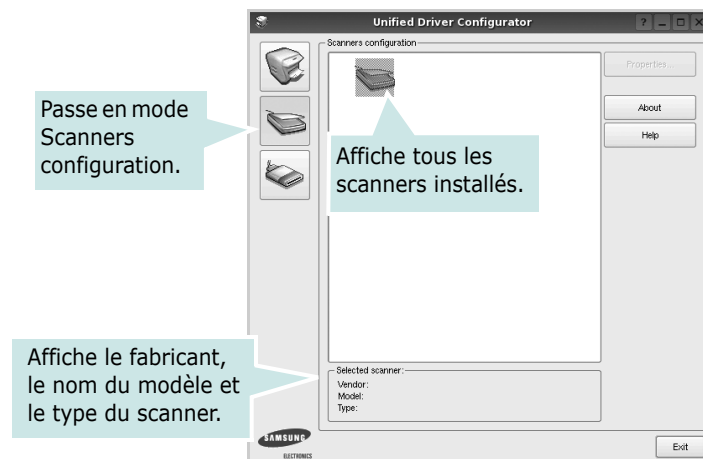 Unified Driver Configurator
Scanners configuration
Properties...
About
Help
Passe en mode
Scanners
configuration.
Affiche tous les
scanners installés.
Affiche le fabricant,
le nom du modèle et
le type du scanner.
Selected scanner:
Vendor:
Model:
Type:
SAMSUNG
ELECTRONICS
Exit